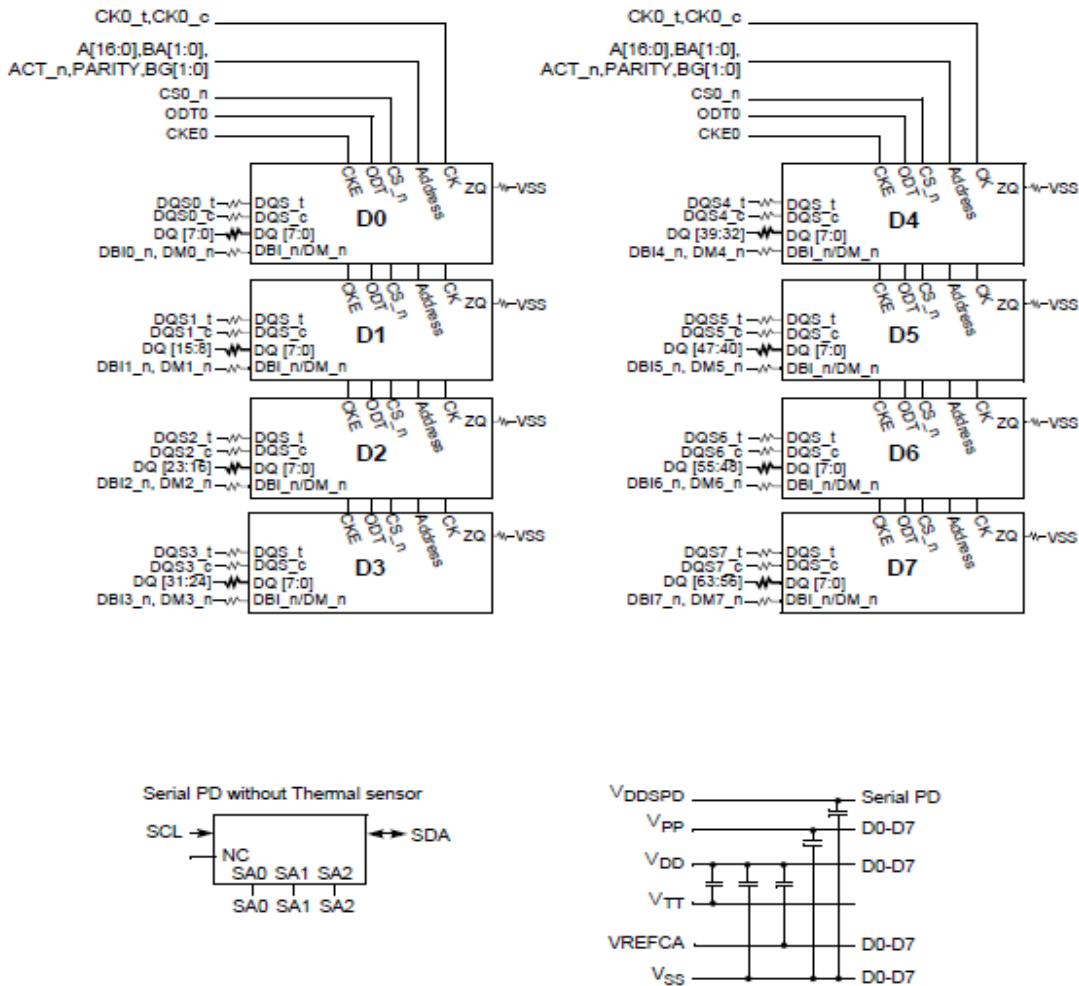 CK0_t,CK0_c
A[16:0],BA[1:0],
ACT_n,PARITY,BG[1:0]
CS0_n
ODT0
CKE0
CKE ODT CS_n Address CK ZQ VSS
DQS0_t DQS_t
DQS0_c DQS_c
D0
DQ [7:0] DQ [7:0]
DBI0_n, DM0_n DBI_n/DM_n
CKE ODT CS_n Address CK ZQ VSS
DQS1_t DQS_t
DQS1_c DQS_c
D1
DQ [15:8] DQ [7:0]
DBI1_n, DM1_n DBI_n/DM_n
CKE ODT CS_n Address CK ZQ VSS
DQS2_t DQS_t
DQS2_c DQS_c
D2
DQ [23:16] DQ [7:0]
DBI2_n, DM2_n DBI_n/DM_n
CKE ODT CS_n Address CK ZQ VSS
DQS3_t DQS_t
DQS3_c DQS_c
D3
DQ [31:24] DQ [7:0]
DBI3_n, DM3_n DBI_n/DM_n
CK0_t,CK0_c
A[16:0],BA[1:0],
ACT_n,PARITY,BG[1:0]
CS0_n
ODT0
CKE0
CKE ODT CS_n Address CK ZQ VSS
DQS4_t DQS_t
DQS4_c DQS_c
D4
DQ [39:32] DQ [7:0]
DBI4_n, DM4_n DBI_n/DM_n
CKE ODT CS_n Address CK ZQ VSS
DQS5_t DQS_t
DQS5_c DQS_c
D5
DQ [47:40] DQ [7:0]
DBI5_n, DM5_n DBI_n/DM_n
CKE ODT CS_n Address CK ZQ VSS
DQS6_t DQS_t
DQS6_c DQS_c
D6
DQ [55:48] DQ [7:0]
DBI6_n, DM6_n DBI_n/DM_n
CKE ODT CS_n Address CK ZQ VSS
DQS7_t DQS_t
DQS7_c DQS_c
D7
DQ [63:56] DQ [7:0]
DBI7_n, DM7_n DBI_n/DM_n
Serial PD without Thermal sensor
SCL SDA
NC
SA0 SA1 SA2
SA0 SA1 SA2
VDDSPD Serial PD
VPP D0-D7
VDD D0-D7
VTT
VREFCA D0-D7
VSS D0-D7